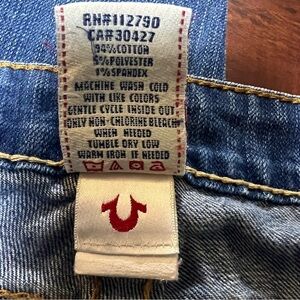 RN#112790
CA#30427
94%COTTON
5%POLYESTER
1%SPANDEX
MACHINE WASH COLD
WITH LIKE COLORS
GENTLE CYCLE INSIDE OUT
ONLY NON-CHLORINE BLEACH
WHEN NEEDED
TUMBLE DRY LOW
WARM IRON IF NEEDED